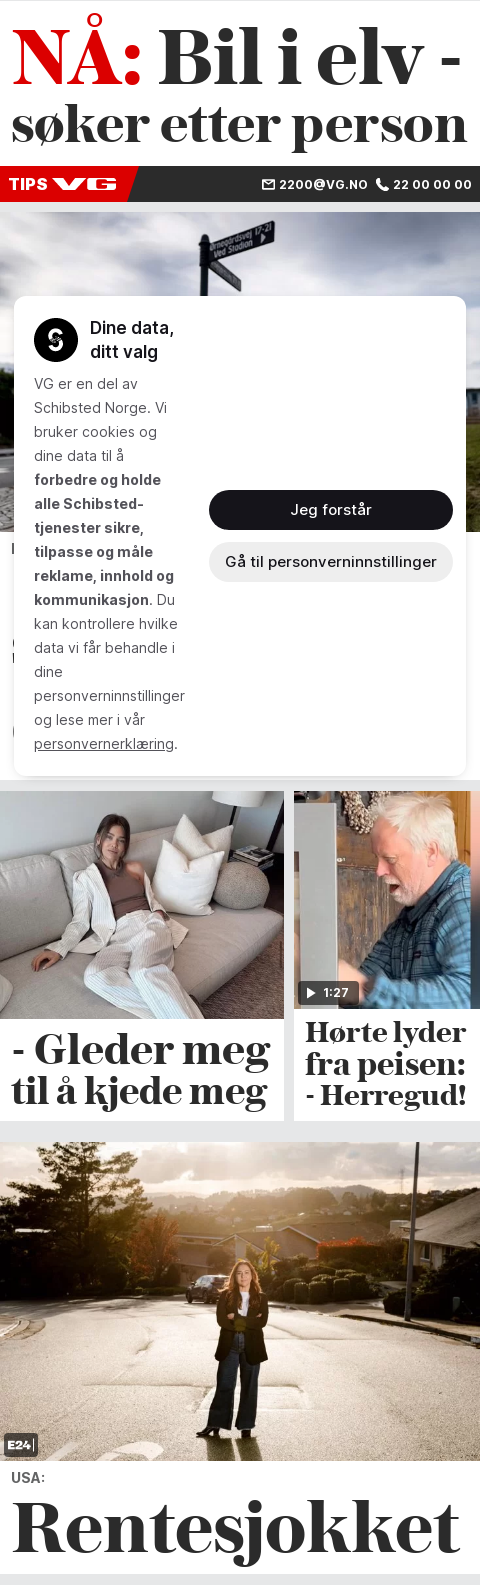 NÅ: Bil i elv -
søker etter person
TIPS VG 2200@VG.NO 22 00 00 00
Ved Stadion
Dine data,
ditt valg
VG er en del av
Schibsted Norge. Vi
bruker cookies og
dine data til å
forbedre og holde
alle Schibsted-
tjenester sikre,
tilpasse og måle
reklame, innhold og
kommunikasjon. Du
kan kontrollere hvilke
data vi får behandle i
dine
personverninnstillinger
og lese mer i vår
personvernerklæring.
Jeg forstår
Gå til personverninnstillinger
- Gleder meg
til å kjede meg
1:27
Hørte lyder
fra peisen:
- Herregud!
E24
USA:
Rentesjokket